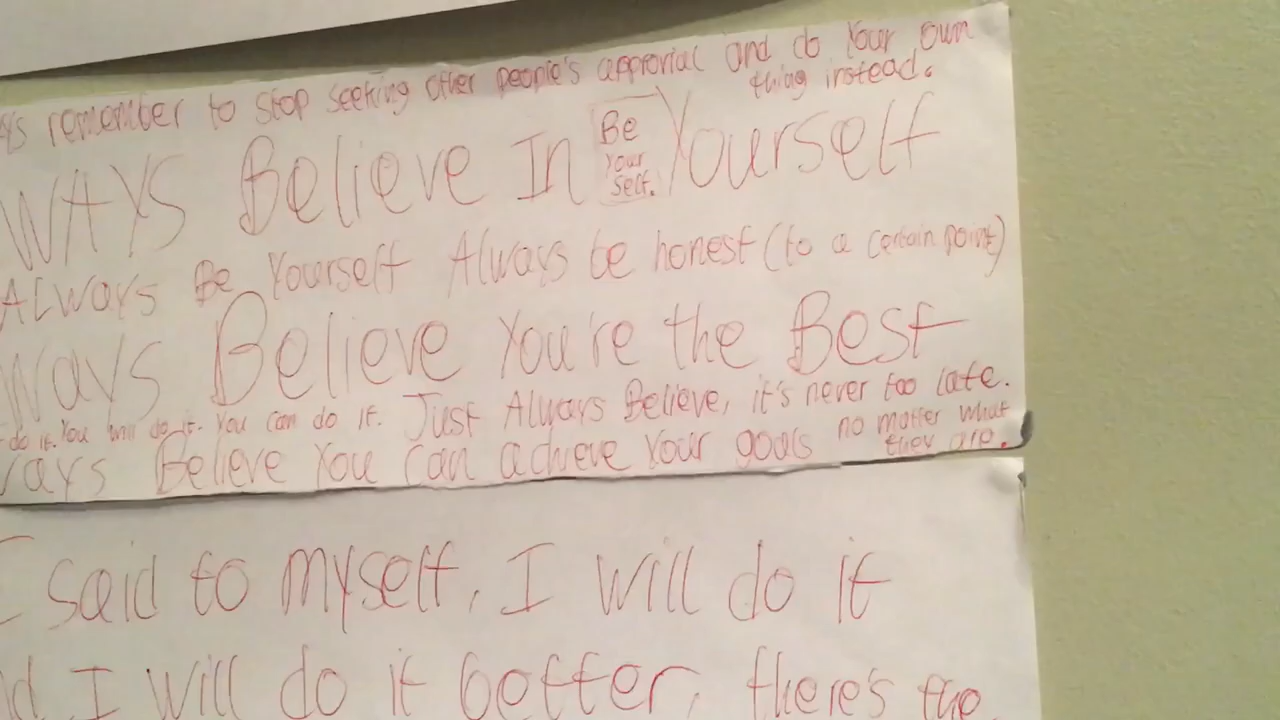 ys remember to stop seeking other people's approvial and do Your own
thing instead.
WAYS Believe In Yourself
Be
Your
self.
ALWays Be Yourself Always be honest (to a certain point)
ways Believe You're the Best
do it. You will do it. You can do it. Just Always Believe, it's never too late.
ays Believe You can achieve Your goals no matter what
they are.
I said to myself, I will do it
d I will do it better, there's the